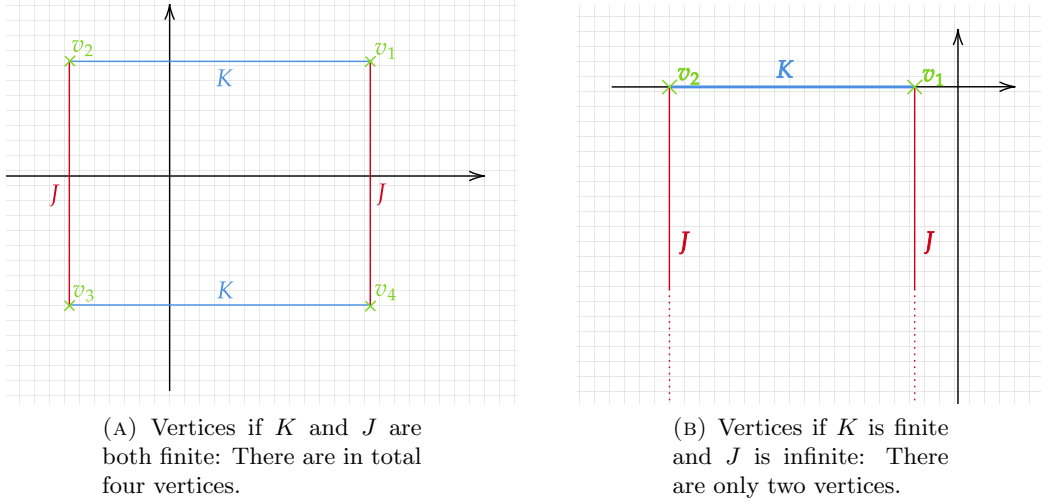 v₂
v₁
K
J
J
v₃
K
v₄
(A) Vertices if K and J are
both finite: There are in total
four vertices.
v₂
K
v₁
J
J
(B) Vertices if K is finite
and J is infinite: There
are only two vertices.